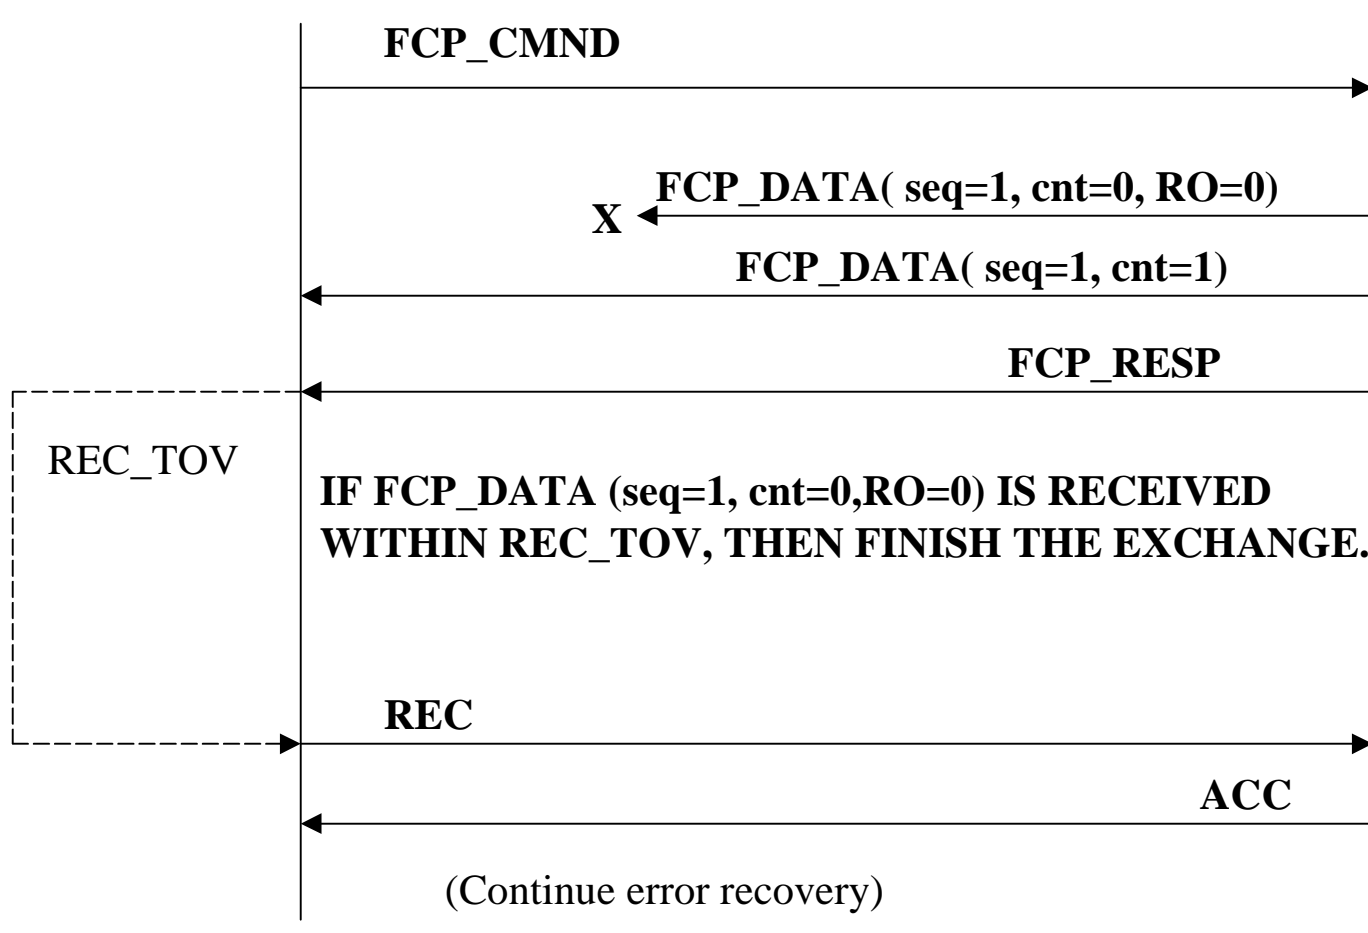 FCP_CMND
FCP_DATA( seq=1, cnt=0, RO=0)
X
FCP_DATA( seq=1, cnt=1)
FCP_RESP
REC_TOV
IF FCP_DATA (seq=1, cnt=0,RO=0) IS RECEIVED
WITHIN REC_TOV, THEN FINISH THE EXCHANGE.
REC
ACC
(Continue error recovery)